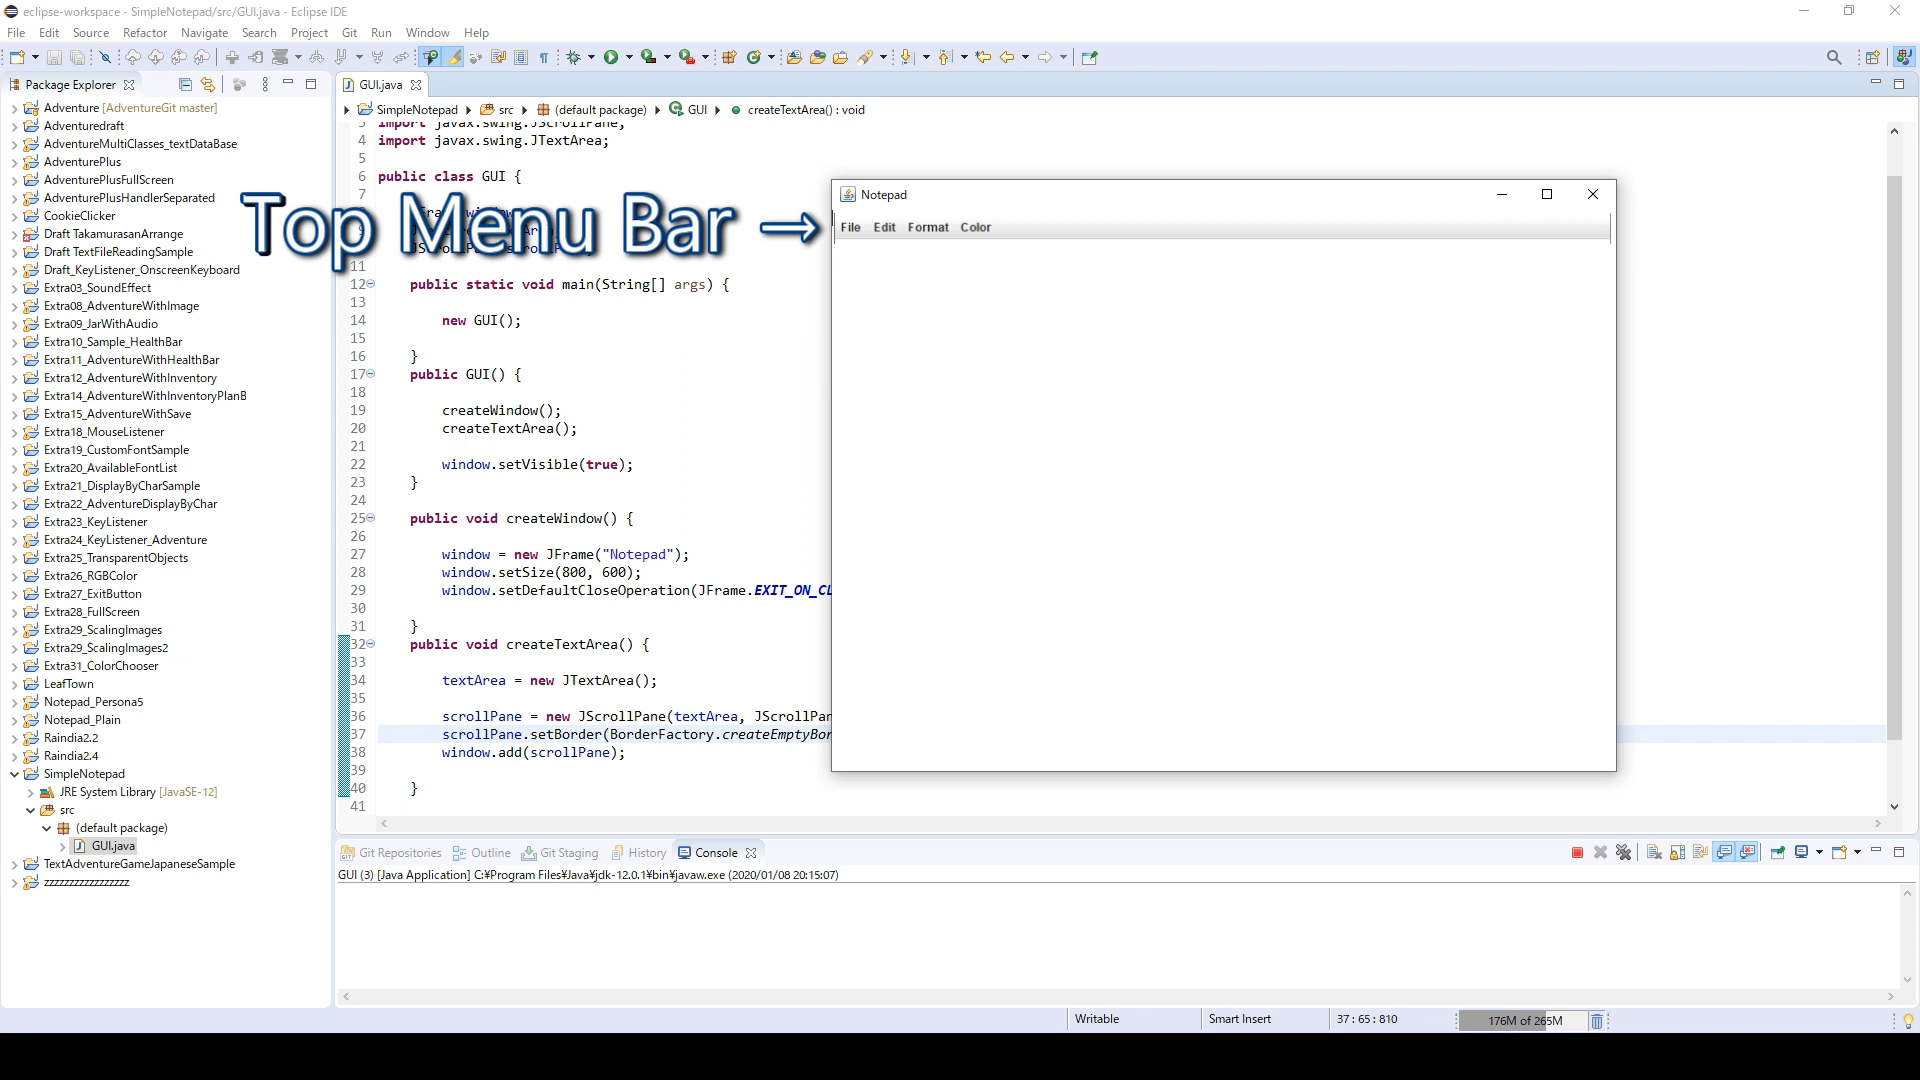 eclipse-workspace - SimpleNotepad/src/GUI.java - Eclipse IDE
File Edit Source Refactor Navigate Search Project Git Run Window Help
Package Explorer
Adventure [AdventureGit master]
Adventuredraft
AdventureMultiClasses_textDataBase
AdventurePlus
AdventurePlusFullScreen
AdventurePlusHandlerSeparated
CookieClicker
Draft TakamurasanArrange
Draft TextFileReadingSample
Draft_KeyListener_OnscreenKeyboard
Extra03_SoundEffect
Extra08_AdventureWithImage
Extra09_JarWithAudio
Extra10_Sample_HealthBar
Extra11_AdventureWithHealthBar
Extra12_AdventureWithInventory
Extra14_AdventureWithInventoryPlanB
Extra15_AdventureWithSave
Extra18_MouseListener
Extra19_CustomFontSample
Extra20_AvailableFontList
Extra21_DisplayByCharSample
Extra22_AdventureDisplayByChar
Extra23_KeyListener
Extra24_KeyListener_Adventure
Extra25_TransparentObjects
Extra26_RGBColor
Extra27_ExitButton
Extra28_FullScreen
Extra29_ScalingImages
Extra29_ScalingImages2
Extra31_ColorChooser
LeafTown
Notepad_Persona5
Notepad_Plain
Raindia2.2
Raindia2.4
SimpleNotepad
JRE System Library [JavaSE-12]
src
(default package)
GUI.java
TextAdventureGameJapaneseSample
zzzzzzzzzzzzzzzzz
GUI.java
SimpleNotepad src (default package) GUI createTextArea() : void
3 import javax.swing.JScrollPane;
4 import javax.swing.JTextArea;
5
6 public class GUI {
7
Top Menu Bar →
11
12 public static void main(String[] args) {
13
14 new GUI();
15
16 }
17 public GUI() {
18
19 createWindow();
20 createTextArea();
21
22 window.setVisible(true);
23 }
24
25 public void createWindow() {
26
27 window = new JFrame("Notepad");
28 window.setSize(800, 600);
29 window.setDefaultCloseOperation(JFrame.EXIT_ON_CL
30
31 }
32 public void createTextArea() {
33
34 textArea = new JTextArea();
35
36 scrollPane = new JScrollPane(textArea, JScrollPan
37 scrollPane.setBorder(BorderFactory.createEmptyBor
38 window.add(scrollPane);
39
40 }
41
Notepad
File Edit Format Color
Git Repositories Outline Git Staging History Console
GUI (3) [Java Application] C:¥Program Files¥Java¥jdk-12.0.1¥bin¥javaw.exe (2020/01/08 20:15:07)
Writable Smart Insert 37 : 65 : 810 176M of 265M